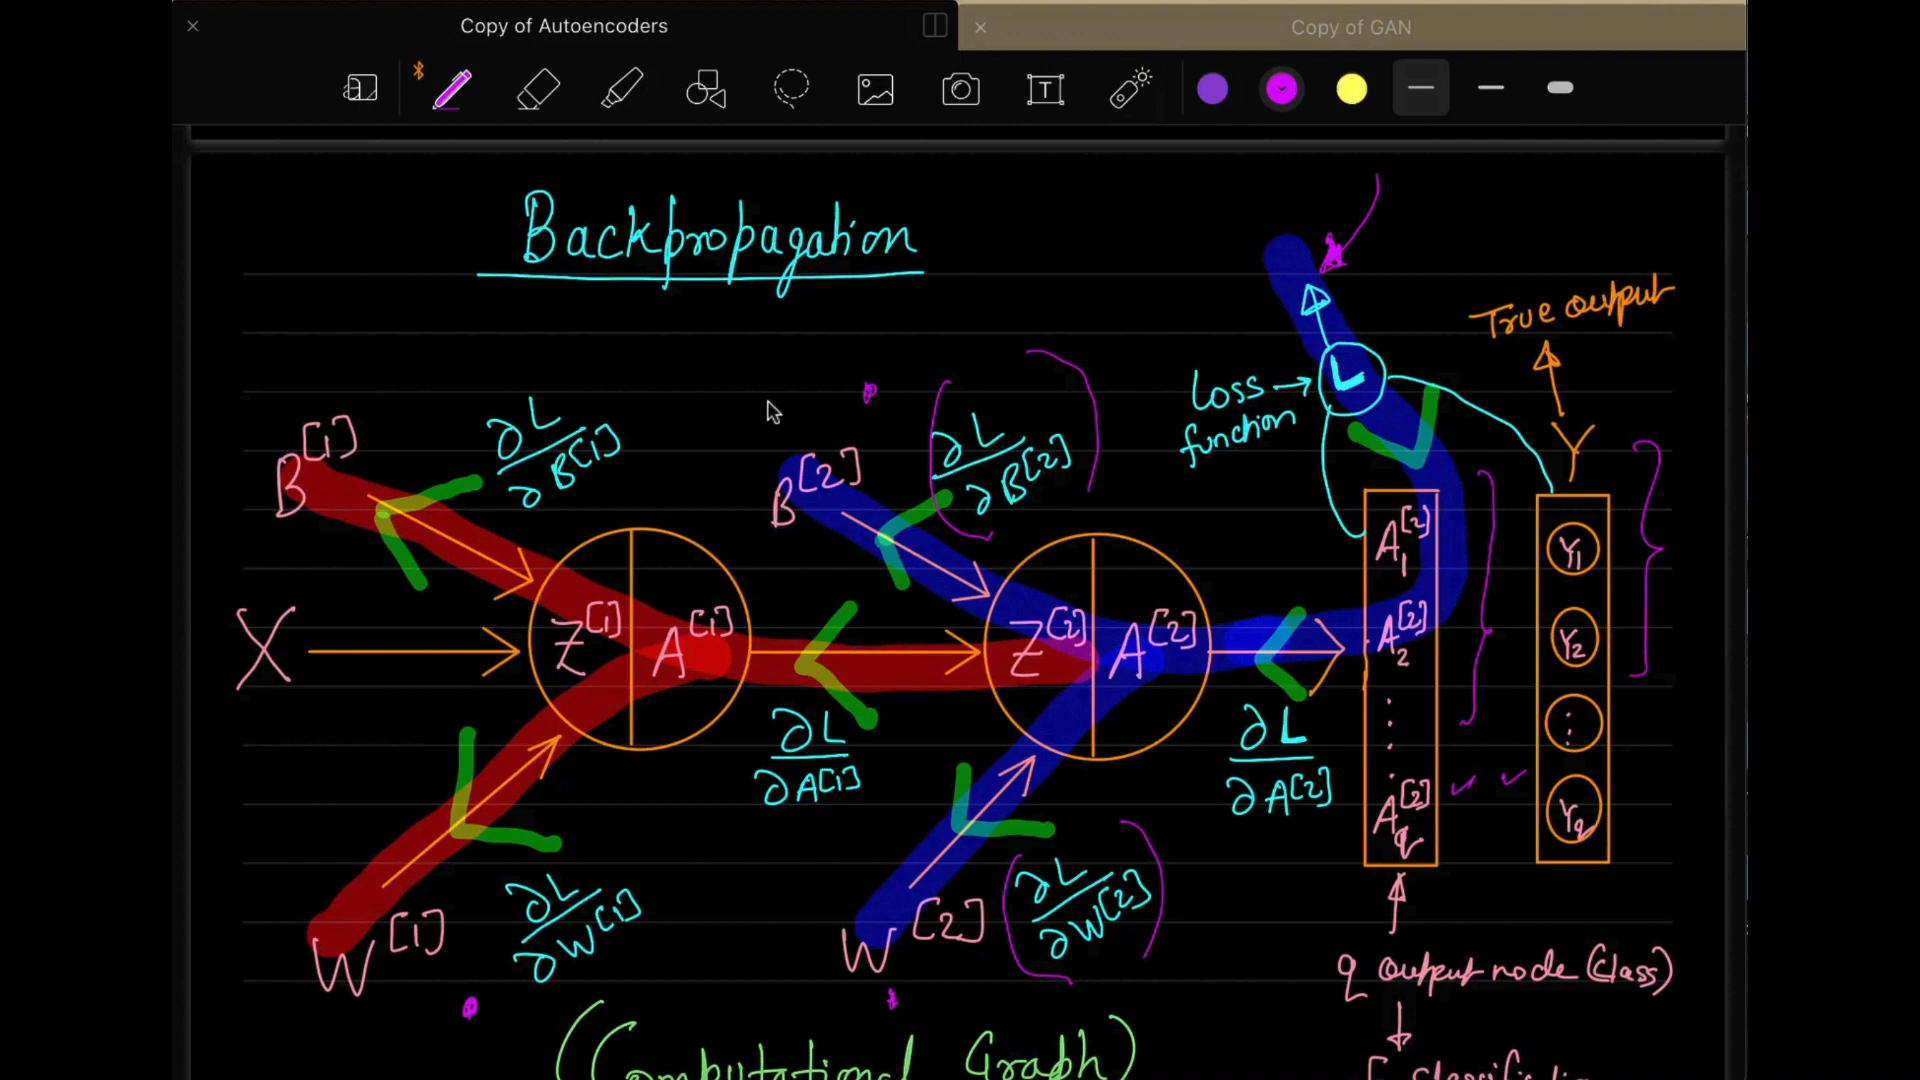 Copy of Autoencoders
Copy of GAN
T
Backpropagation
True output
Loss → L
function
Y
B[1]
∂L/∂B[1]
B[2]
∂L/∂B[2]
X
Z[1] A[1]
Z[2] A[2]
A1[2]
A2[2]
⋮
Aq[2]
Y1
Y2
⋮
Yq
∂L/∂A[1]
∂L/∂A[2]
W[1]
∂L/∂W[1]
W[2]
∂L/∂W[2]
q output node (class)
(Computational Graph)